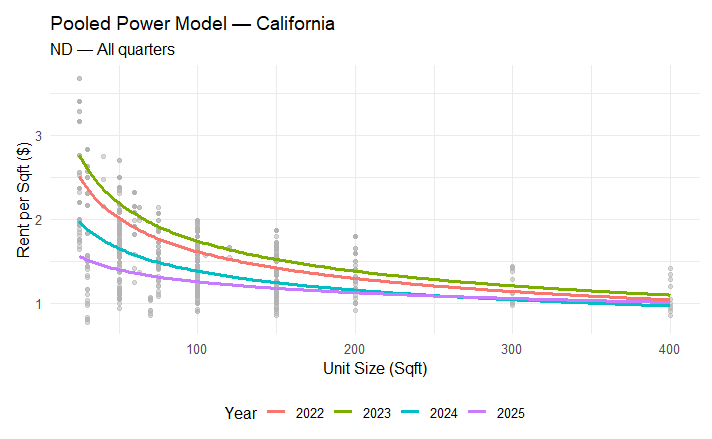 Pooled Power Model — California
ND — All quarters
Rent per Sqft ($)
3
2
1
100 200 300 400
Unit Size (Sqft)
Year 2022 2023 2024 2025